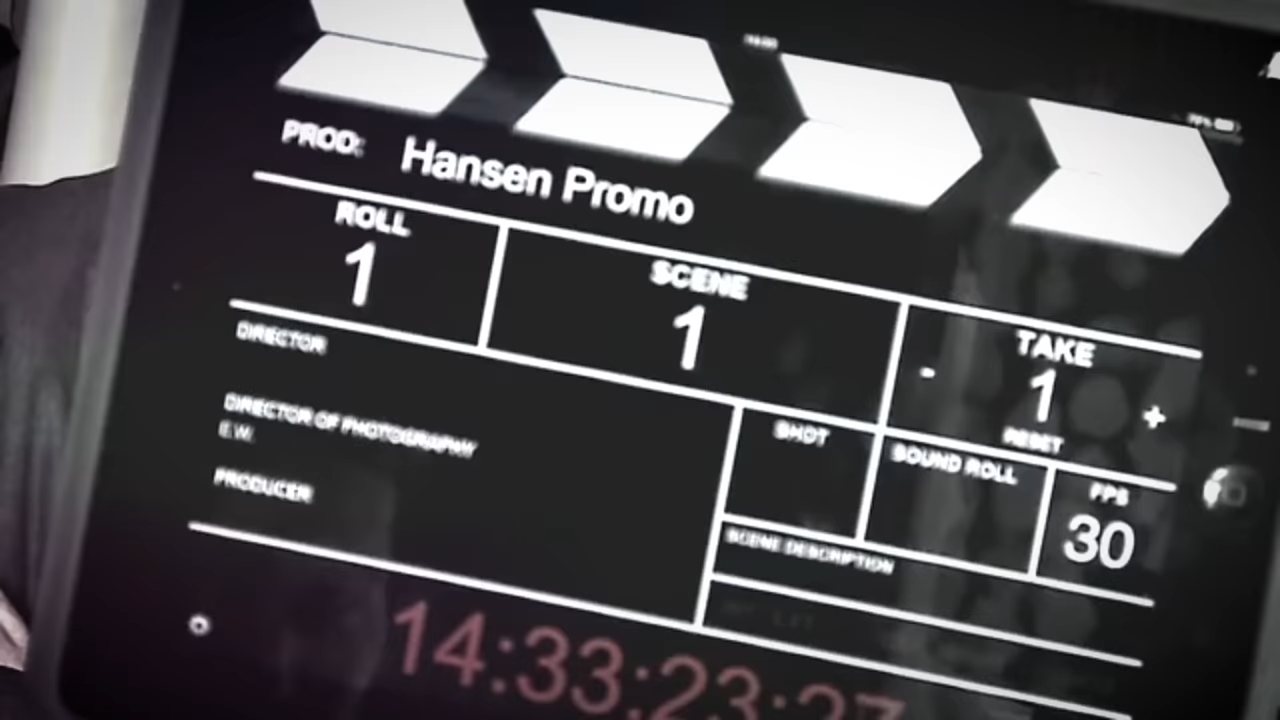 PROD: Hansen Promo
ROLL
1
SCENE
1
TAKE
- 1 +
RESET
DIRECTOR
DIRECTOR OF PHOTOGRAPHY
E.W.
PRODUCER
SHOT
SOUND ROLL
FPS
30
SCENE DESCRIPTION
14:33:23:27